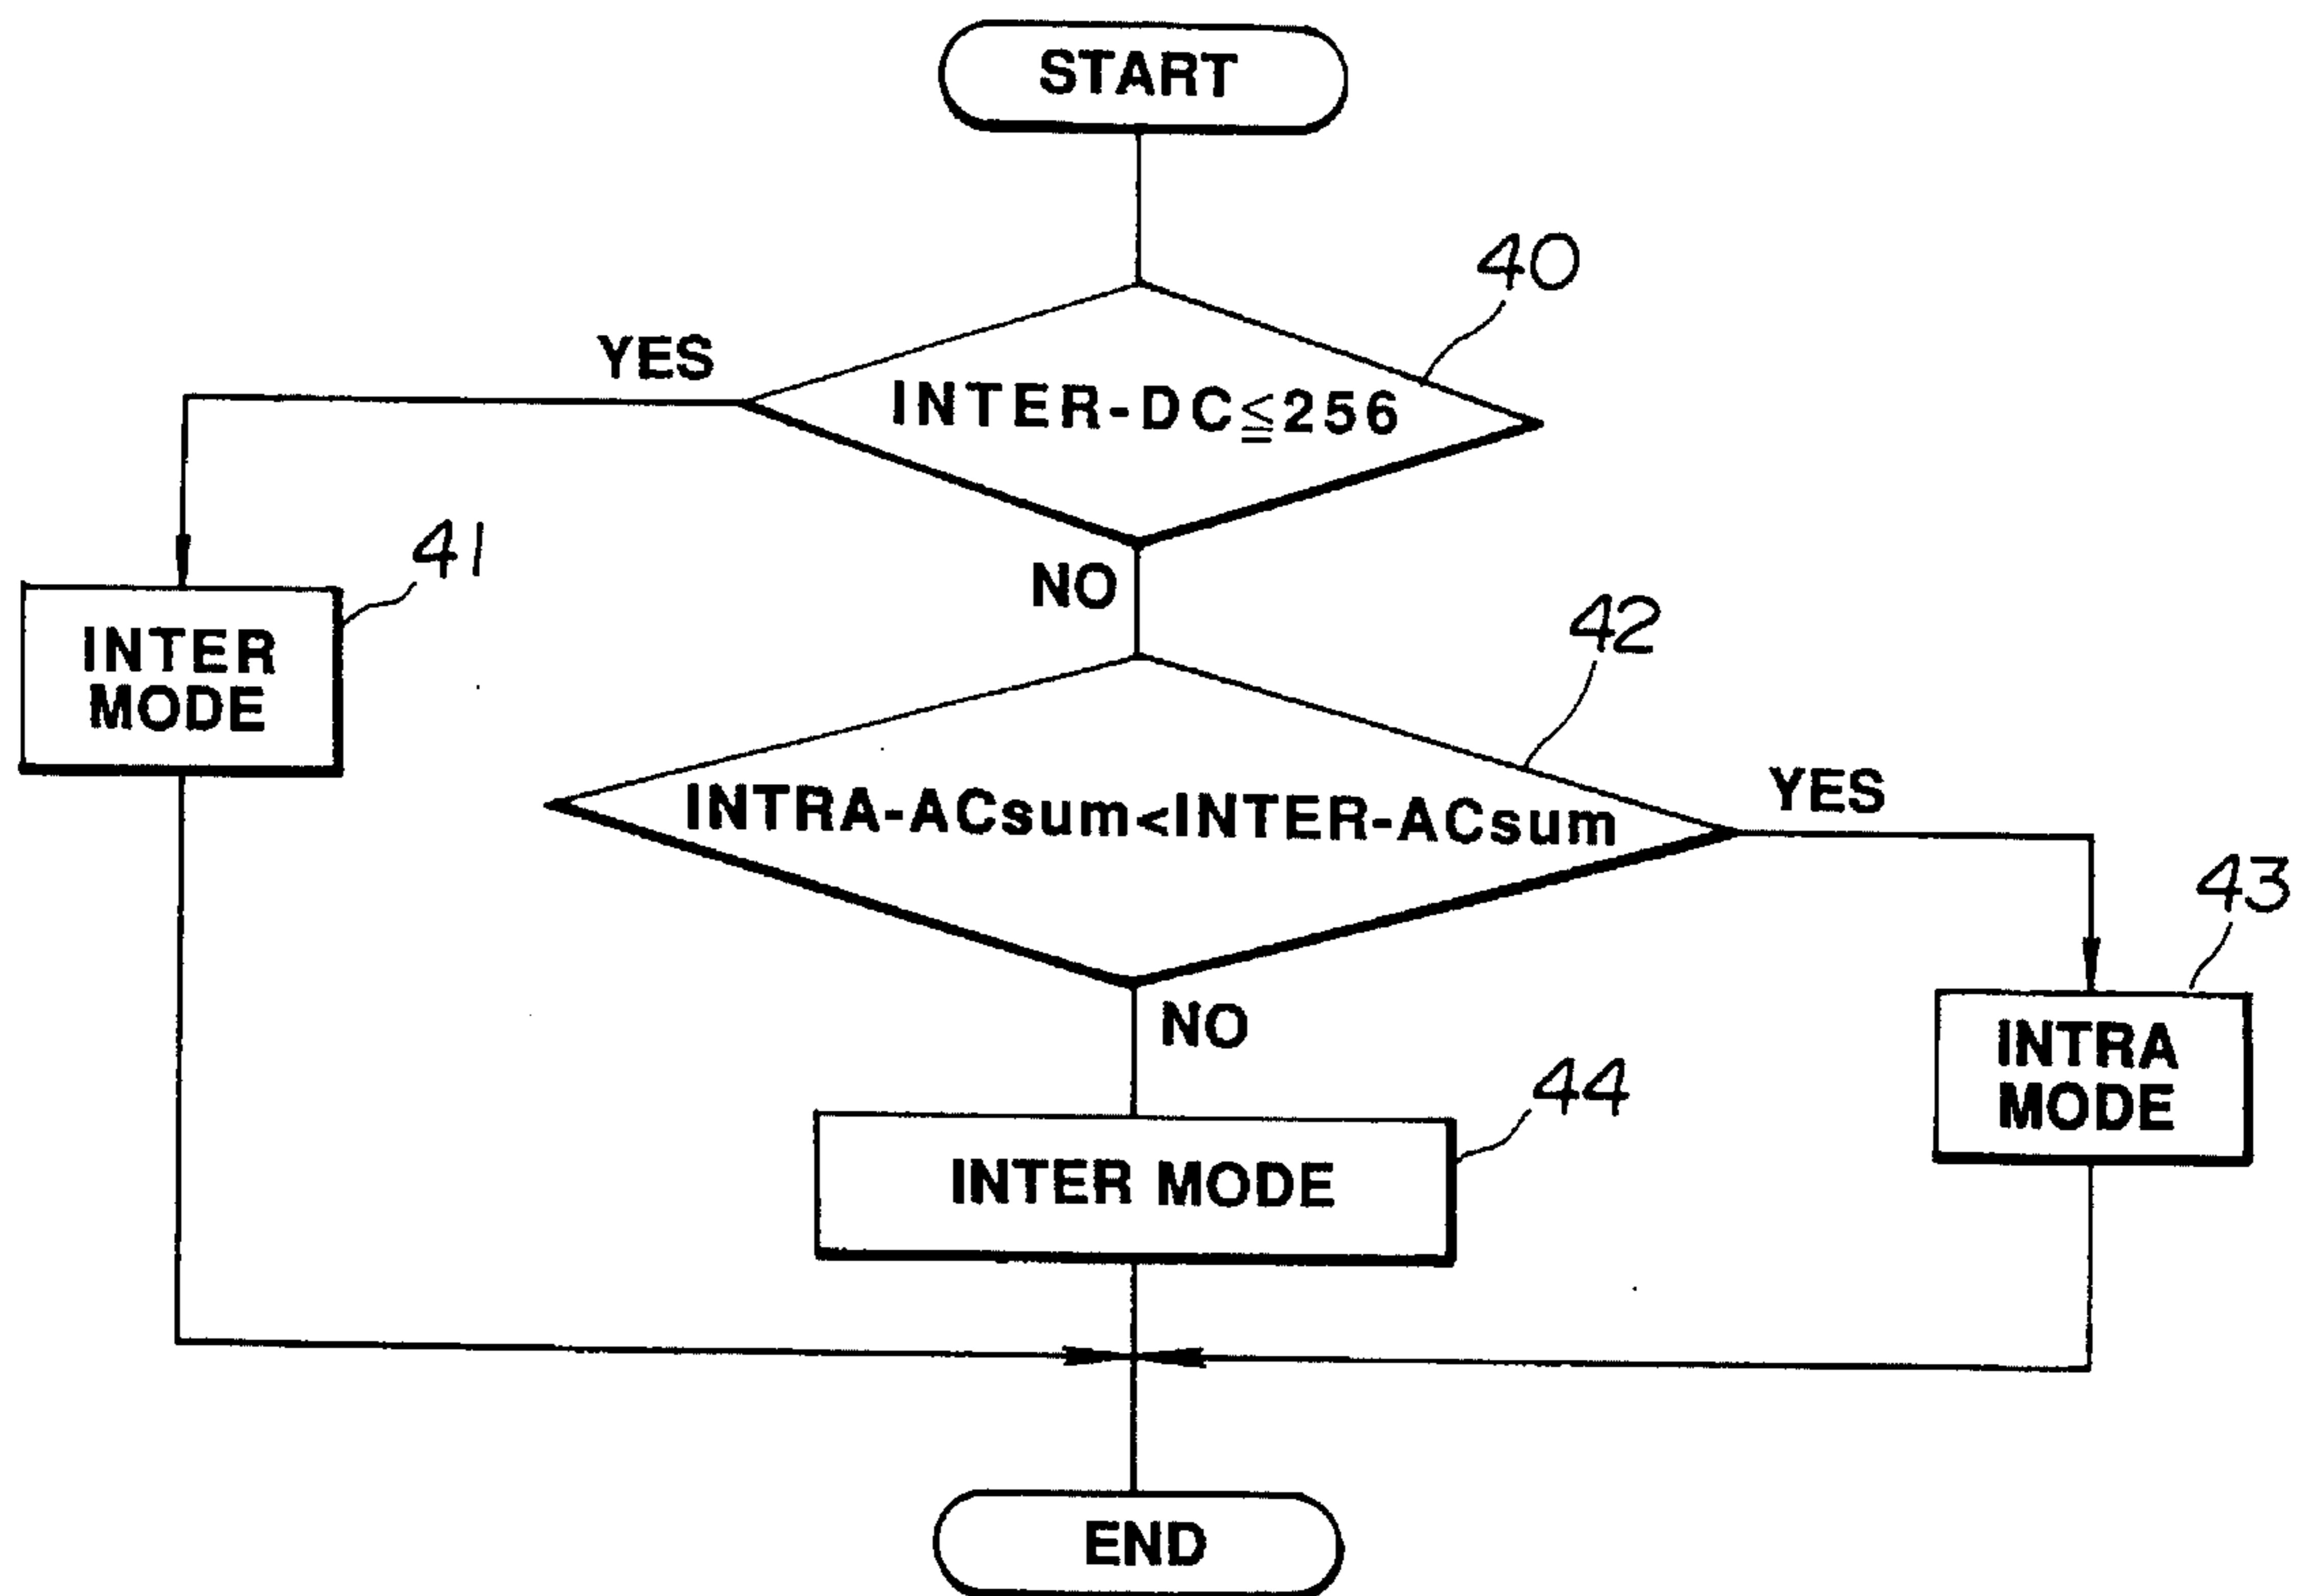 START
40
YES
INTER-DC≦256
41
NO
INTER
MODE
42
INTRA-ACsum<INTER-ACsum
YES
43
NO
INTRA
MODE
44
INTER MODE
END